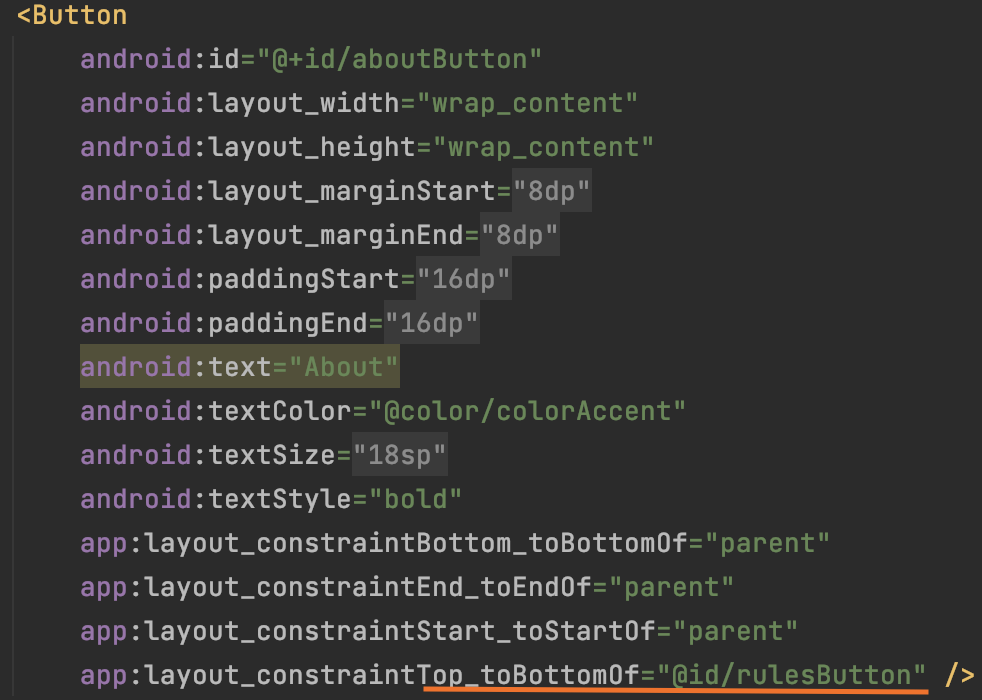 <Button
android:id="@+id/aboutButton"
android:layout_width="wrap_content"
android:layout_height="wrap_content"
android:layout_marginStart="8dp"
android:layout_marginEnd="8dp"
android:paddingStart="16dp"
android:paddingEnd="16dp"
android:text="About"
android:textColor="@color/colorAccent"
android:textSize="18sp"
android:textStyle="bold"
app:layout_constraintBottom_toBottomOf="parent"
app:layout_constraintEnd_toEndOf="parent"
app:layout_constraintStart_toStartOf="parent"
app:layout_constraintTop_toBottomOf="@id/rulesButton" />